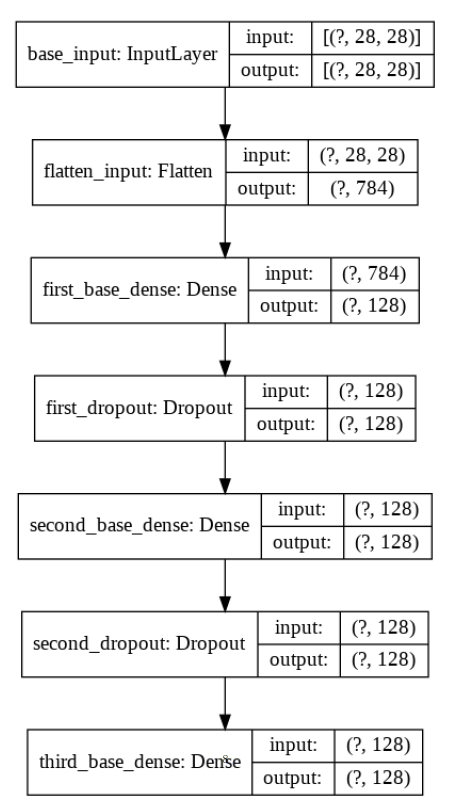 base_input: InputLayer
input:
[(?, 28, 28)]
output:
[(?, 28, 28)]
flatten_input: Flatten
input:
(?, 28, 28)
output:
(?, 784)
first_base_dense: Dense
input:
(?, 784)
output:
(?, 128)
first_dropout: Dropout
input:
(?, 128)
output:
(?, 128)
second_base_dense: Dense
input:
(?, 128)
output:
(?, 128)
second_dropout: Dropout
input:
(?, 128)
output:
(?, 128)
third_base_dense: Dense
input:
(?, 128)
output:
(?, 128)